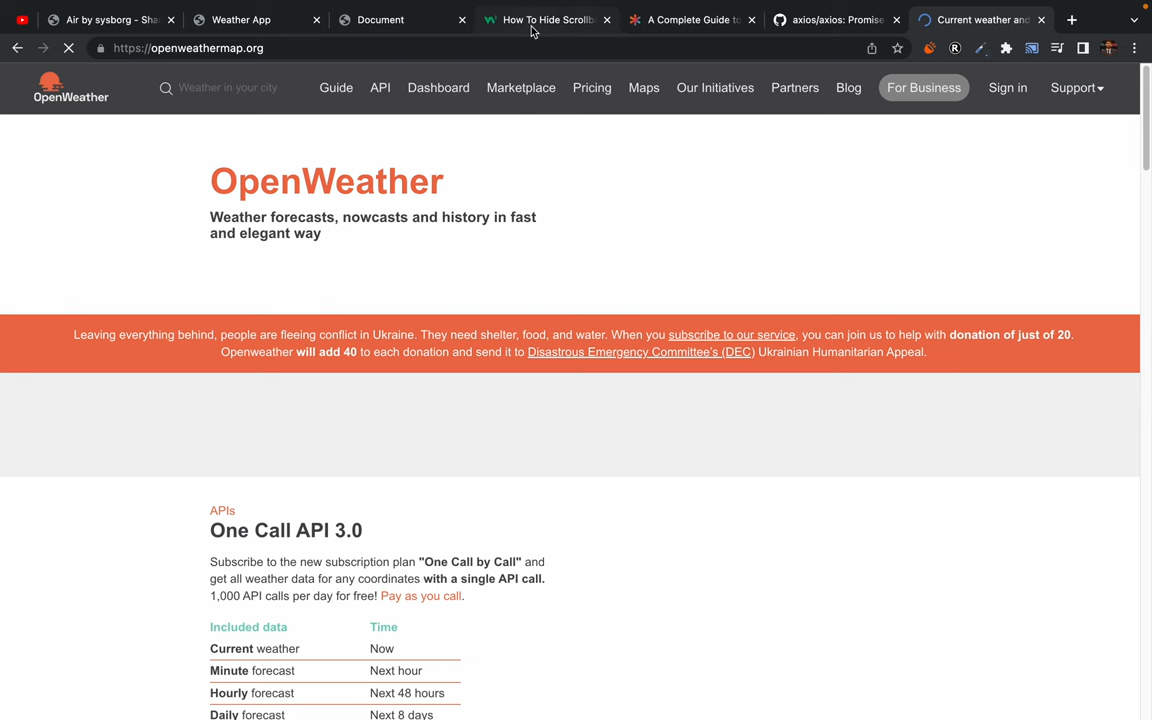 Air by sysborg - Sha
Weather App
Document
How To Hide Scrollb
A Complete Guide to
axios/axios: Promise
Current weather and
https://openweathermap.org
OpenWeather
Weather in your city
Guide
API
Dashboard
Marketplace
Pricing
Maps
Our Initiatives
Partners
Blog
For Business
Sign in
Support
OpenWeather
Weather forecasts, nowcasts and history in fast
and elegant way
Leaving everything behind, people are fleeing conflict in Ukraine. They need shelter, food, and water. When you subscribe to our service, you can join us to help with donation of just of 20.
Openweather will add 40 to each donation and send it to Disastrous Emergency Committee's (DEC) Ukrainian Humanitarian Appeal.
APIs
One Call API 3.0
Subscribe to the new subscription plan "One Call by Call" and
get all weather data for any coordinates with a single API call.
1,000 API calls per day for free! Pay as you call.
Included data Time
Current weather Now
Minute forecast Next hour
Hourly forecast Next 48 hours
Daily forecast Next 8 days